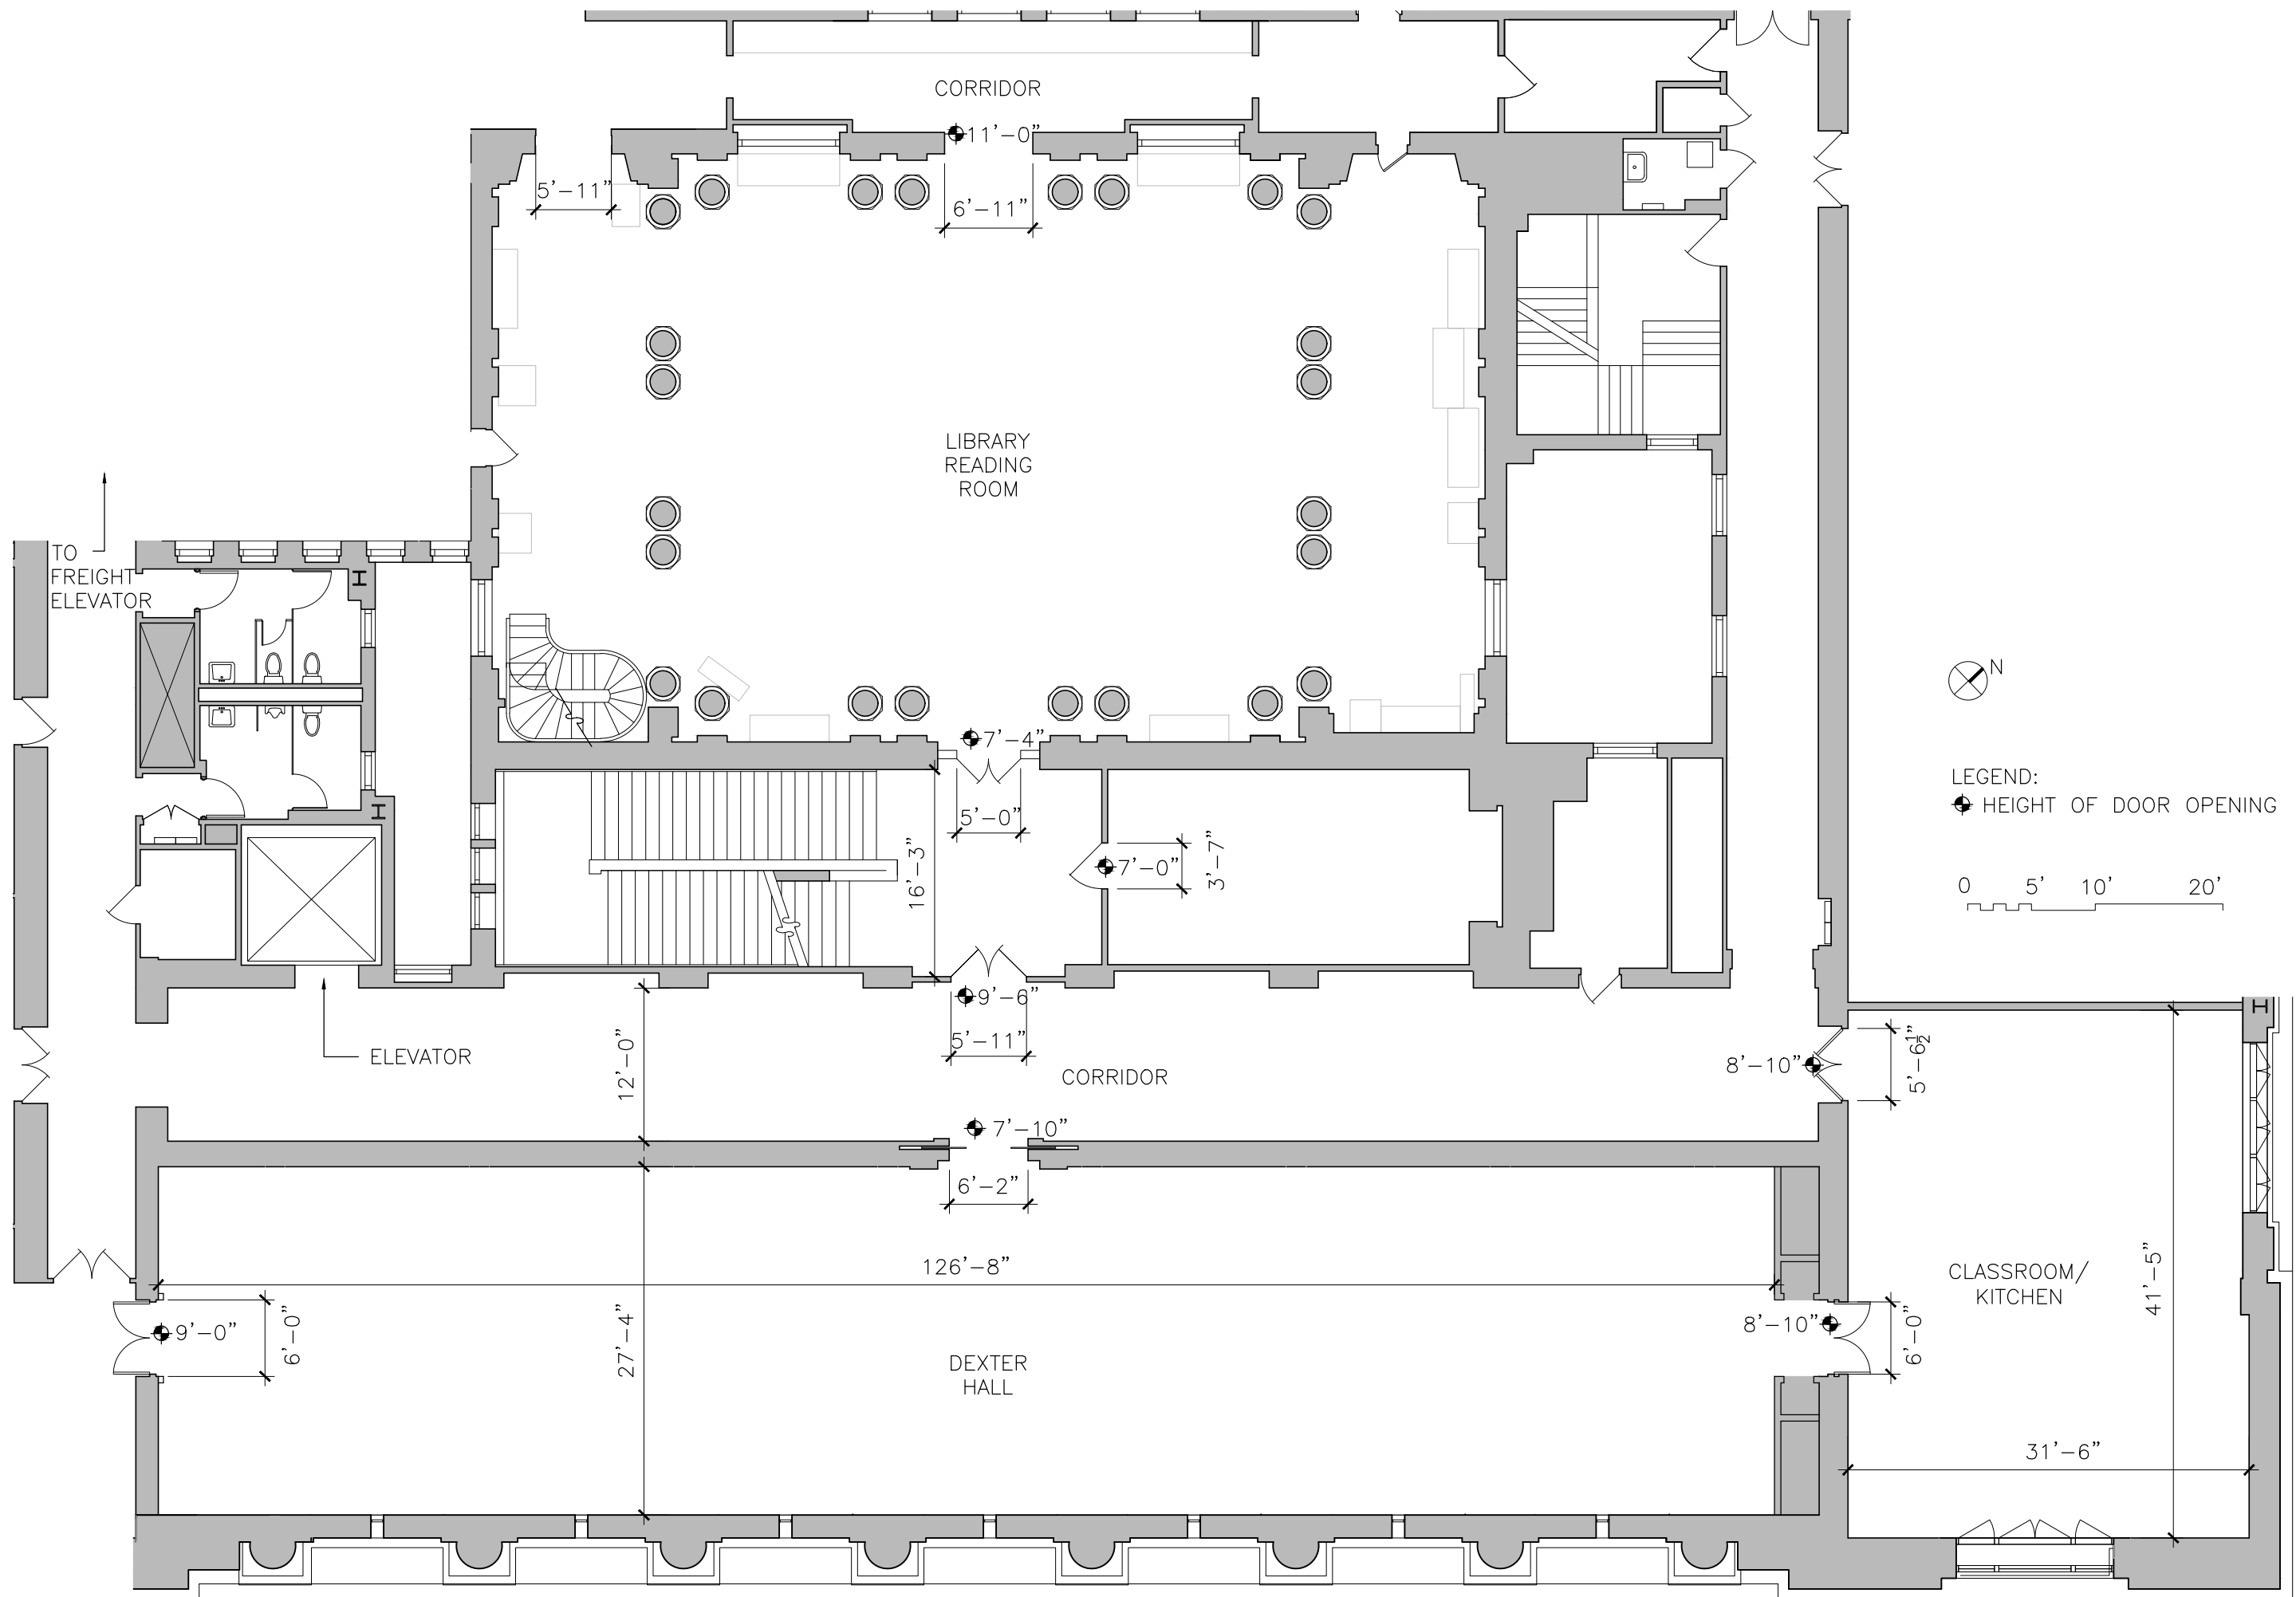 CORRIDOR
11'-0"
5'-11"
6'-11"
LIBRARY
READING
ROOM
TO
FREIGHT
ELEVATOR
N
7'-4"
LEGEND:
HEIGHT OF DOOR OPENING
5'-0"
16'-3"
7'-0"
3'-7"
0 5' 10' 20'
9'-6"
5'-11"
ELEVATOR
12'-0"
CORRIDOR
8'-10"
5'-6½"
7'-10"
6'-2"
126'-8"
CLASSROOM/
KITCHEN
41'-5"
9'-0"
6'-0"
27'-4"
8'-10"
6'-0"
DEXTER
HALL
31'-6"